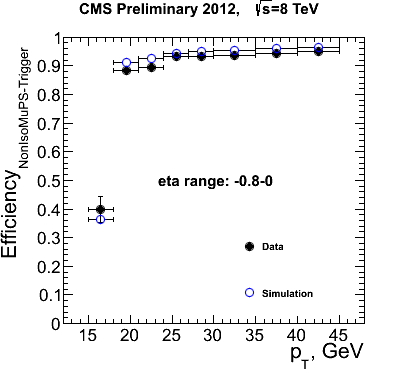 CMS Preliminary 2012, √s=8 TeV
Efficiency NonIsoMuPS-Trigger
1
0.9
0.8
0.7
0.6
0.5
0.4
0.3
0.2
0.1
0
eta range: -0.8-0
Data
Simulation
15 20 25 30 35 40 45
pT, GeV